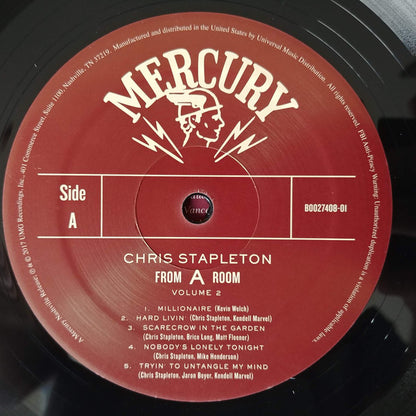 Manufactured and distributed in the United States by Universal Music Distribution. All rights reserved. FBI Anti-Piracy Warning: Unauthorized duplication is a violation of applicable laws.
A Mercury Nashville Release; ℗ © 2017 UMG Recordings, Inc., 401 Commerce Street, Suite 1100, Nashville, TN 37219.
MERCURY
Side
A
B0027408-01
CHRIS STAPLETON
FROM A ROOM
VOLUME 2
1. MILLIONAIRE (Kevin Welch)
2. HARD LIVIN' (Chris Stapleton, Kendell Marvel)
3. SCARECROW IN THE GARDEN
(Chris Stapleton, Brice Long, Matt Fleener)
4. NOBODY'S LONELY TONIGHT
(Chris Stapleton, Mike Henderson)
5. TRYIN' TO UNTANGLE MY MIND
(Chris Stapleton, Jaron Boyer, Kendell Marvel)